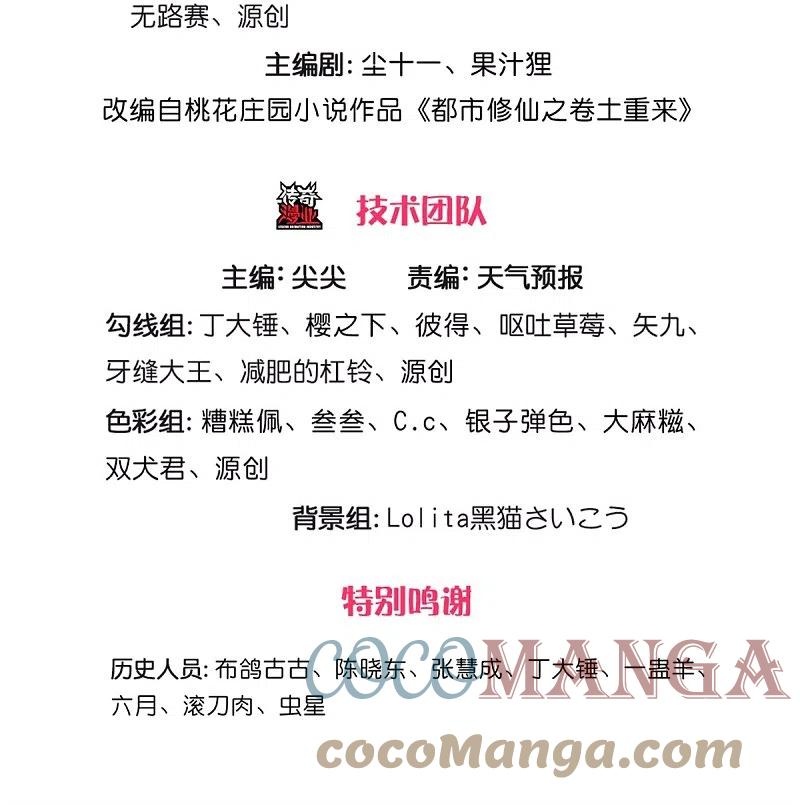 无路赛、源创
主编剧: 尘十一、果汁狸
改编自桃花庄园小说作品《都市修仙之卷土重来》
传奇
漫业
技术团队
主编: 尖尖 责编: 天气预报
勾线组: 丁大锤、樱之下、彼得、呕吐草莓、矢九、
牙缝大王、减肥的杠铃、源创
色彩组: 糟糕佩、叁叁、C.c、银子弹色、大麻糍、
双犬君、源创
背景组: Lolita黑猫さいこう
特别鸣谢
历史人员: 布鸽古古、陈晓东、张慧成、丁大锤、一蛊羊、
六月、滚刀肉、虫星
COCOMANGA
cocoManga.com